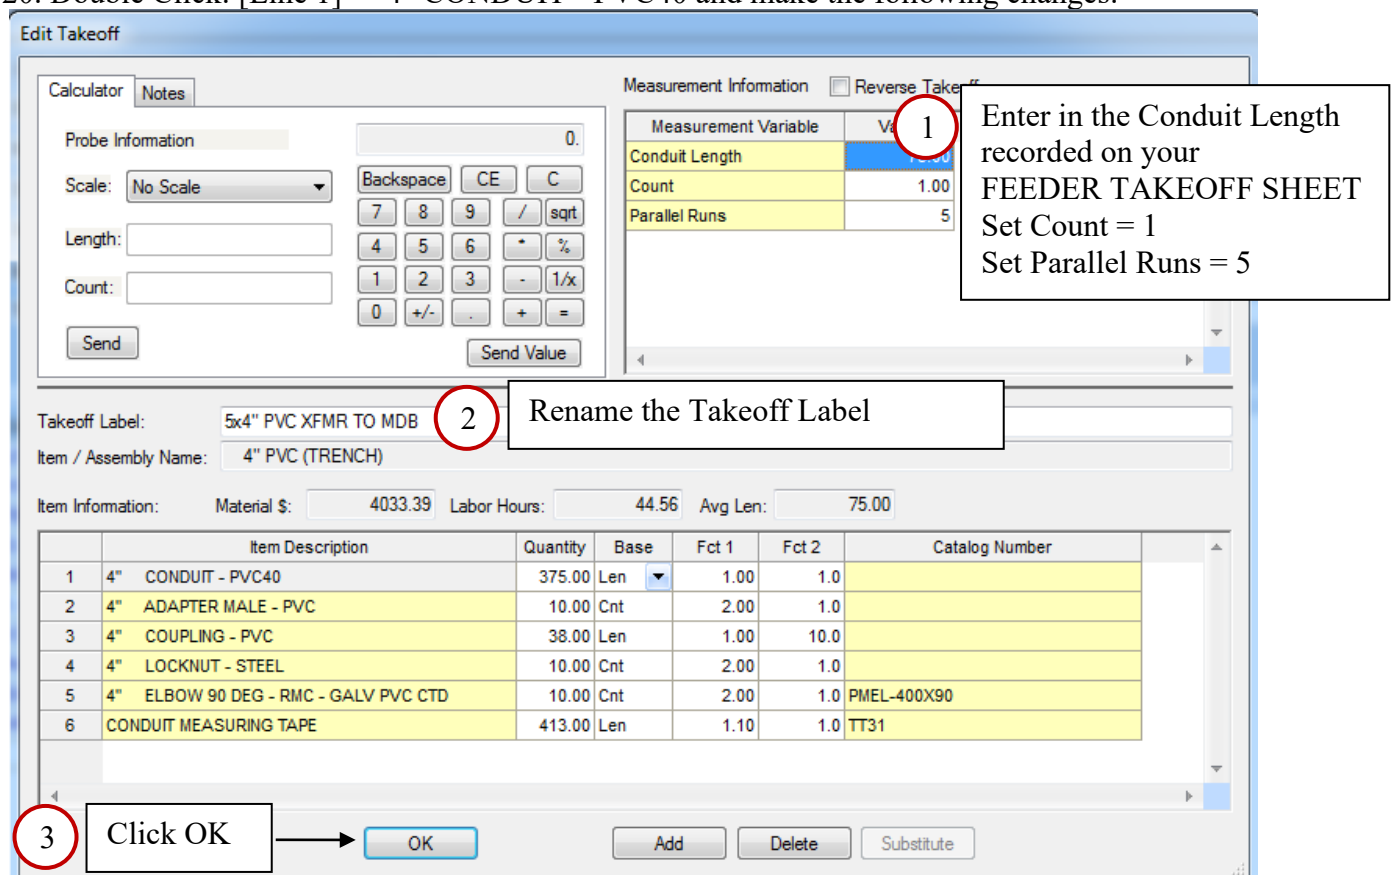 Edit Takeoff
Calculator Notes
Measurement Information Reverse
Probe Information 0.
Scale: No Scale
Backspace CE C
7 8 9 / sqrt
Length:
4 5 6 * %
1 2 3 - 1/x
Count:
0 +/- . + =
Send
Send Value
Measurement Variable
Conduit Length
Count 1.00
Parallel Runs 5
1
Enter in the Conduit Length
recorded on your
FEEDER TAKEOFF SHEET
Set Count = 1
Set Parallel Runs = 5
Takeoff Label: 5x4" PVC XFMR TO MDB
2
Rename the Takeoff Label
Item / Assembly Name: 4" PVC (TRENCH)
Item Information: Material $: 4033.39 Labor Hours: 44.56 Avg Len: 75.00
Item Description Quantity Base Fct 1 Fct 2 Catalog Number
1 4" CONDUIT - PVC40 375.00 Len 1.00 1.0
2 4" ADAPTER MALE - PVC 10.00 Cnt 2.00 1.0
3 4" COUPLING - PVC 38.00 Len 1.00 10.0
4 4" LOCKNUT - STEEL 10.00 Cnt 2.00 1.0
5 4" ELBOW 90 DEG - RMC - GALV PVC CTD 10.00 Cnt 2.00 1.0 PMEL-400X90
6 CONDUIT MEASURING TAPE 413.00 Len 1.10 1.0 TT31
3
Click OK
OK Add Delete Substitute